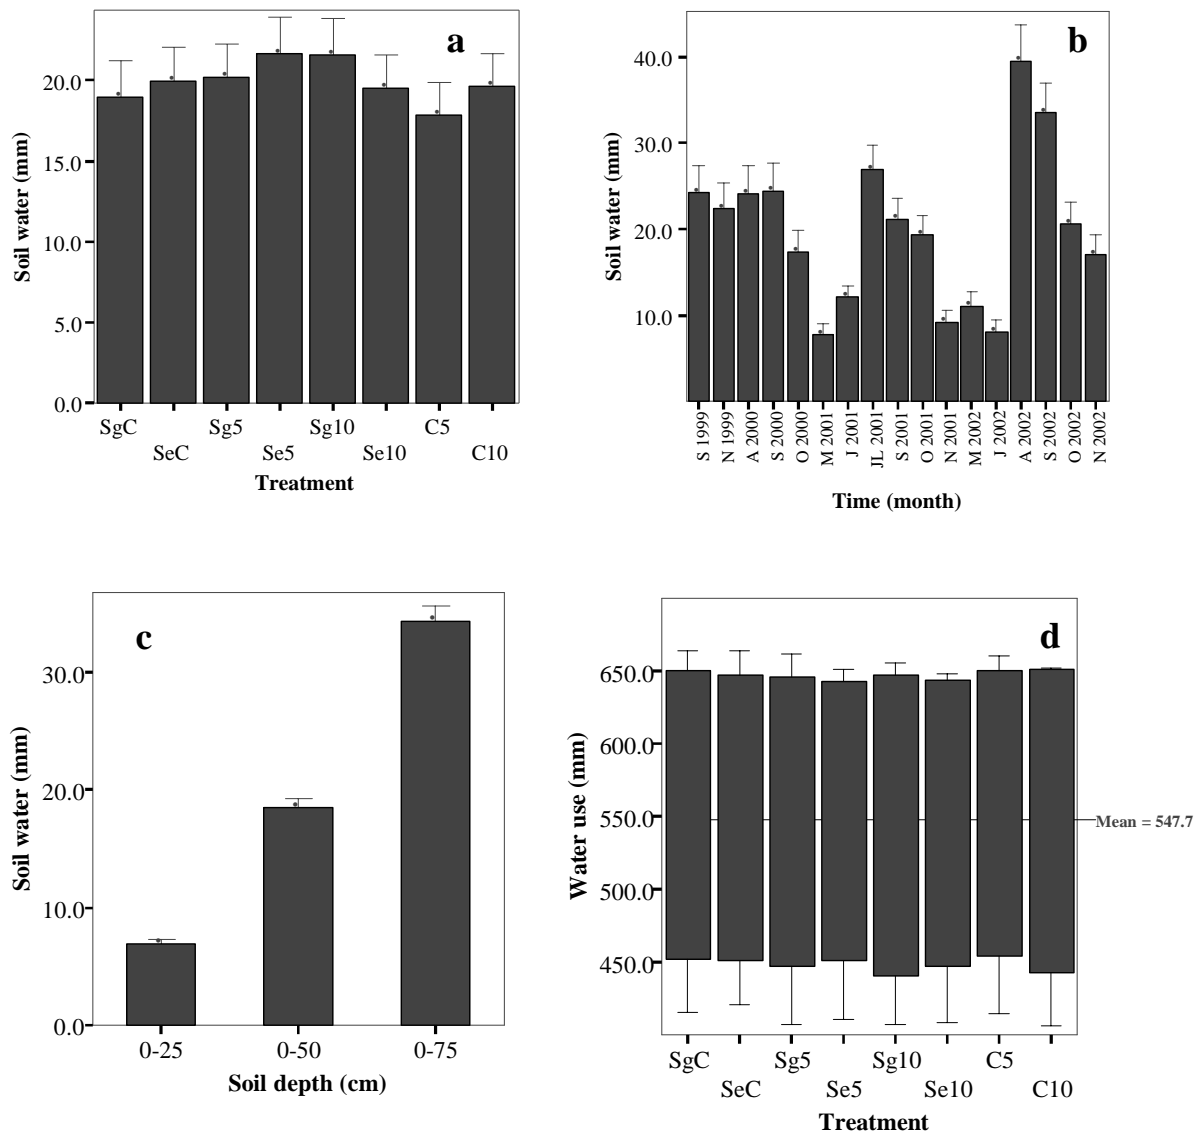 a
Soil water (mm)
20.0
15.0
10.0
5.0
0.0
SgC Sg5 Sg10 C5
SeC Se5 Se10 C10
Treatment
b
Soil water (mm)
40.0
30.0
20.0
10.0
S 1999
N 1999
A 2000
S 2000
O 2000
M 2001
J 2001
JL 2001
S 2001
O 2001
N 2001
M 2002
J 2002
A 2002
S 2002
O 2002
N 2002
Time (month)
c
Soil water (mm)
30.0
20.0
10.0
0.0
0-25 0-50 0-75
Soil depth (cm)
d
Water use (mm)
650.0
600.0
550.0
500.0
450.0
Mean = 547.7
SgC Sg5 Sg10 C5
SeC Se5 Se10 C10
Treatment